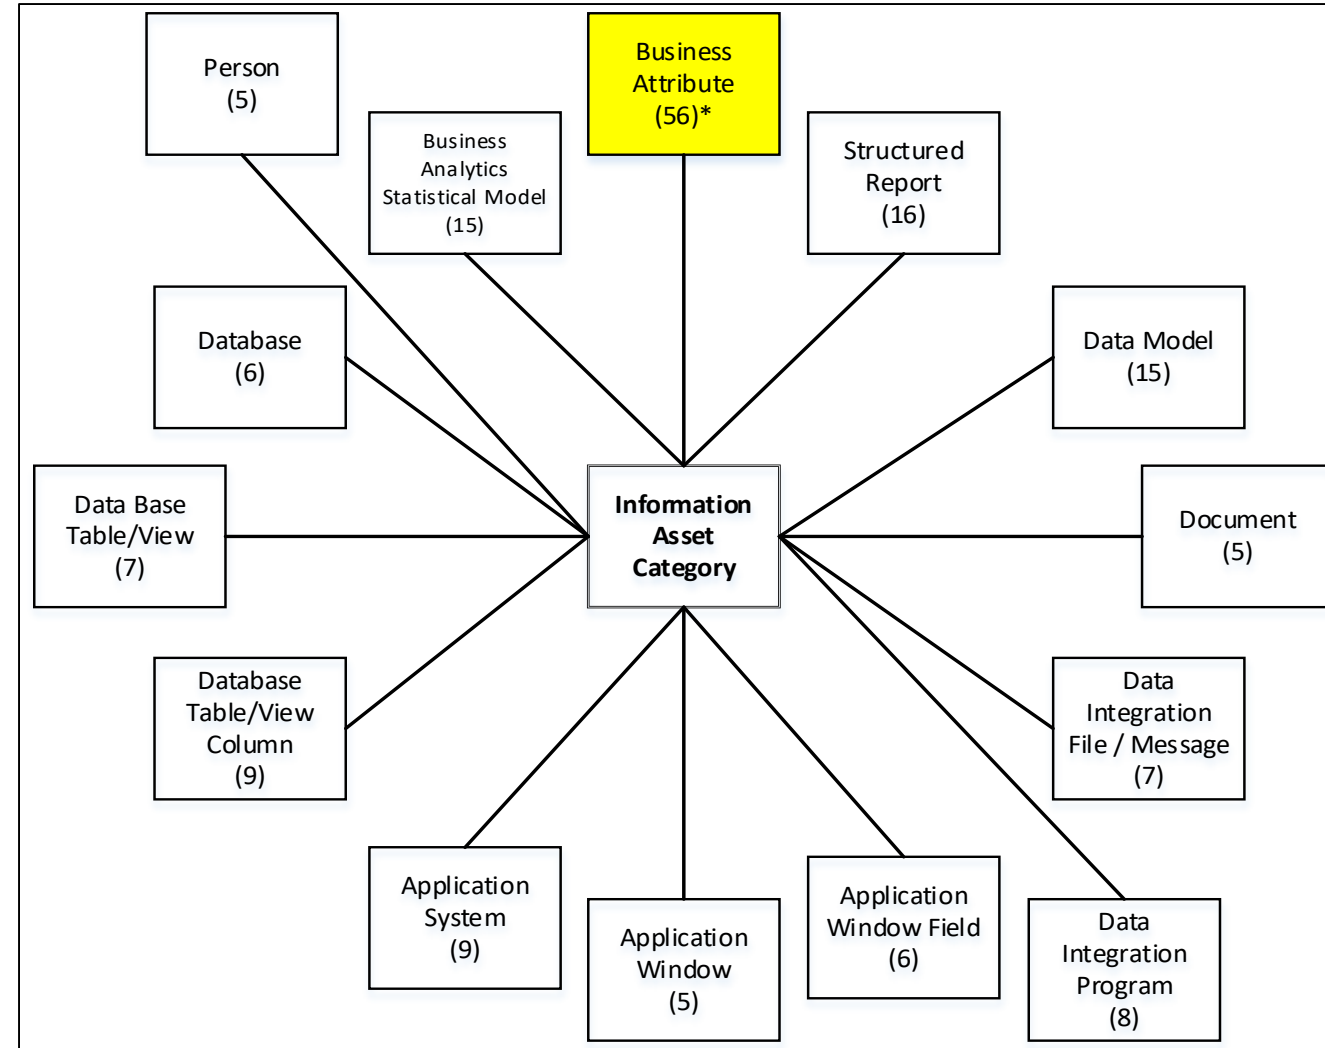 Person
(5)
Business
Attribute
(56)*
Business
Analytics
Statistical Model
(15)
Structured
Report
(16)
Database
(6)
Data Model
(15)
Data Base
Table/View
(7)
Information
Asset
Category
Document
(5)
Database
Table/View
Column
(9)
Data
Integration
File / Message
(7)
Application
System
(9)
Application
Window
(5)
Application
Window Field
(6)
Data
Integration
Program
(8)